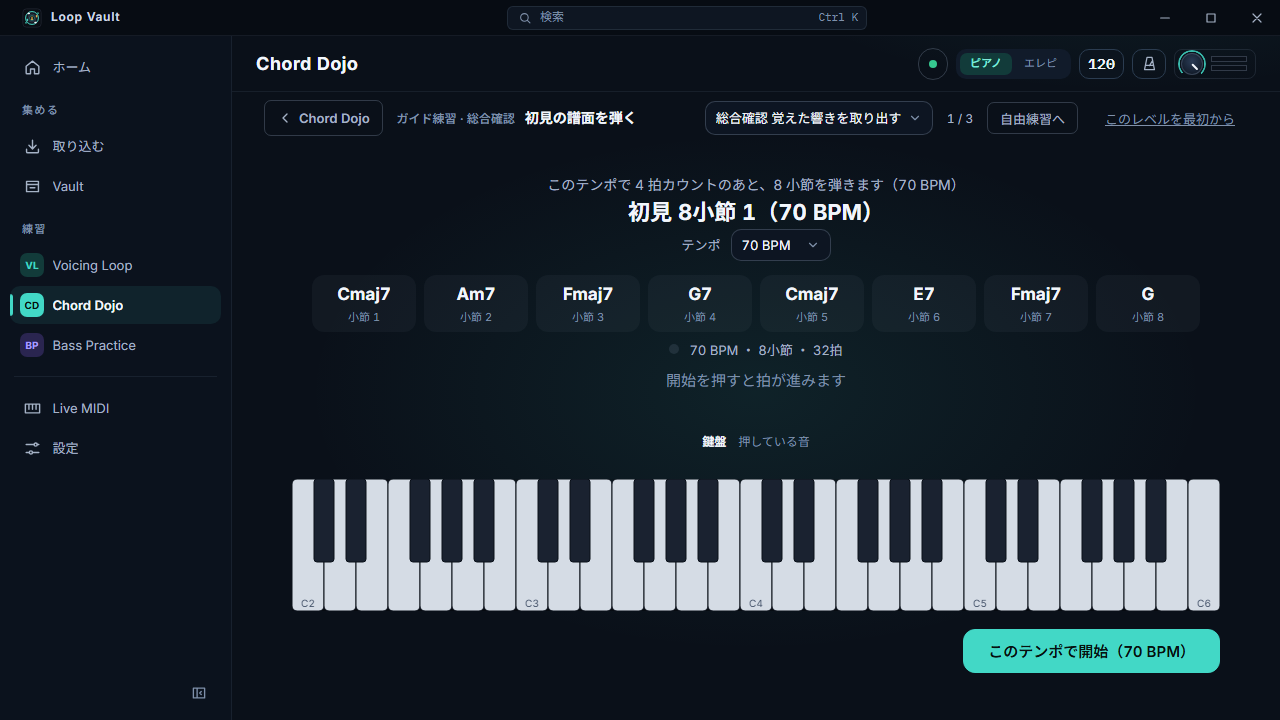 Loop Vault
検索
Ctrl K
ホーム
集める
取り込む
Vault
練習
VL Voicing Loop
CD Chord Dojo
BP Bass Practice
Live MIDI
設定
Chord Dojo
ピアノ エレピ 120
Chord Dojo ガイド練習 · 総合確認 初見の譜面を弾く 総合確認 覚えた響きを取り出す 1 / 3 自由練習へ このレベルを最初から
このテンポで 4 拍カウントのあと、8 小節を弾きます（70 BPM）
初見 8小節 1（70 BPM）
テンポ 70 BPM
Cmaj7 Am7 Fmaj7 G7 Cmaj7 E7 Fmaj7 G
小節 1 小節 2 小節 3 小節 4 小節 5 小節 6 小節 7 小節 8
70 BPM ・ 8小節 ・ 32拍
開始を押すと拍が進みます
鍵盤 押している音
C2 C3 C4 C5 C6
このテンポで開始（70 BPM）